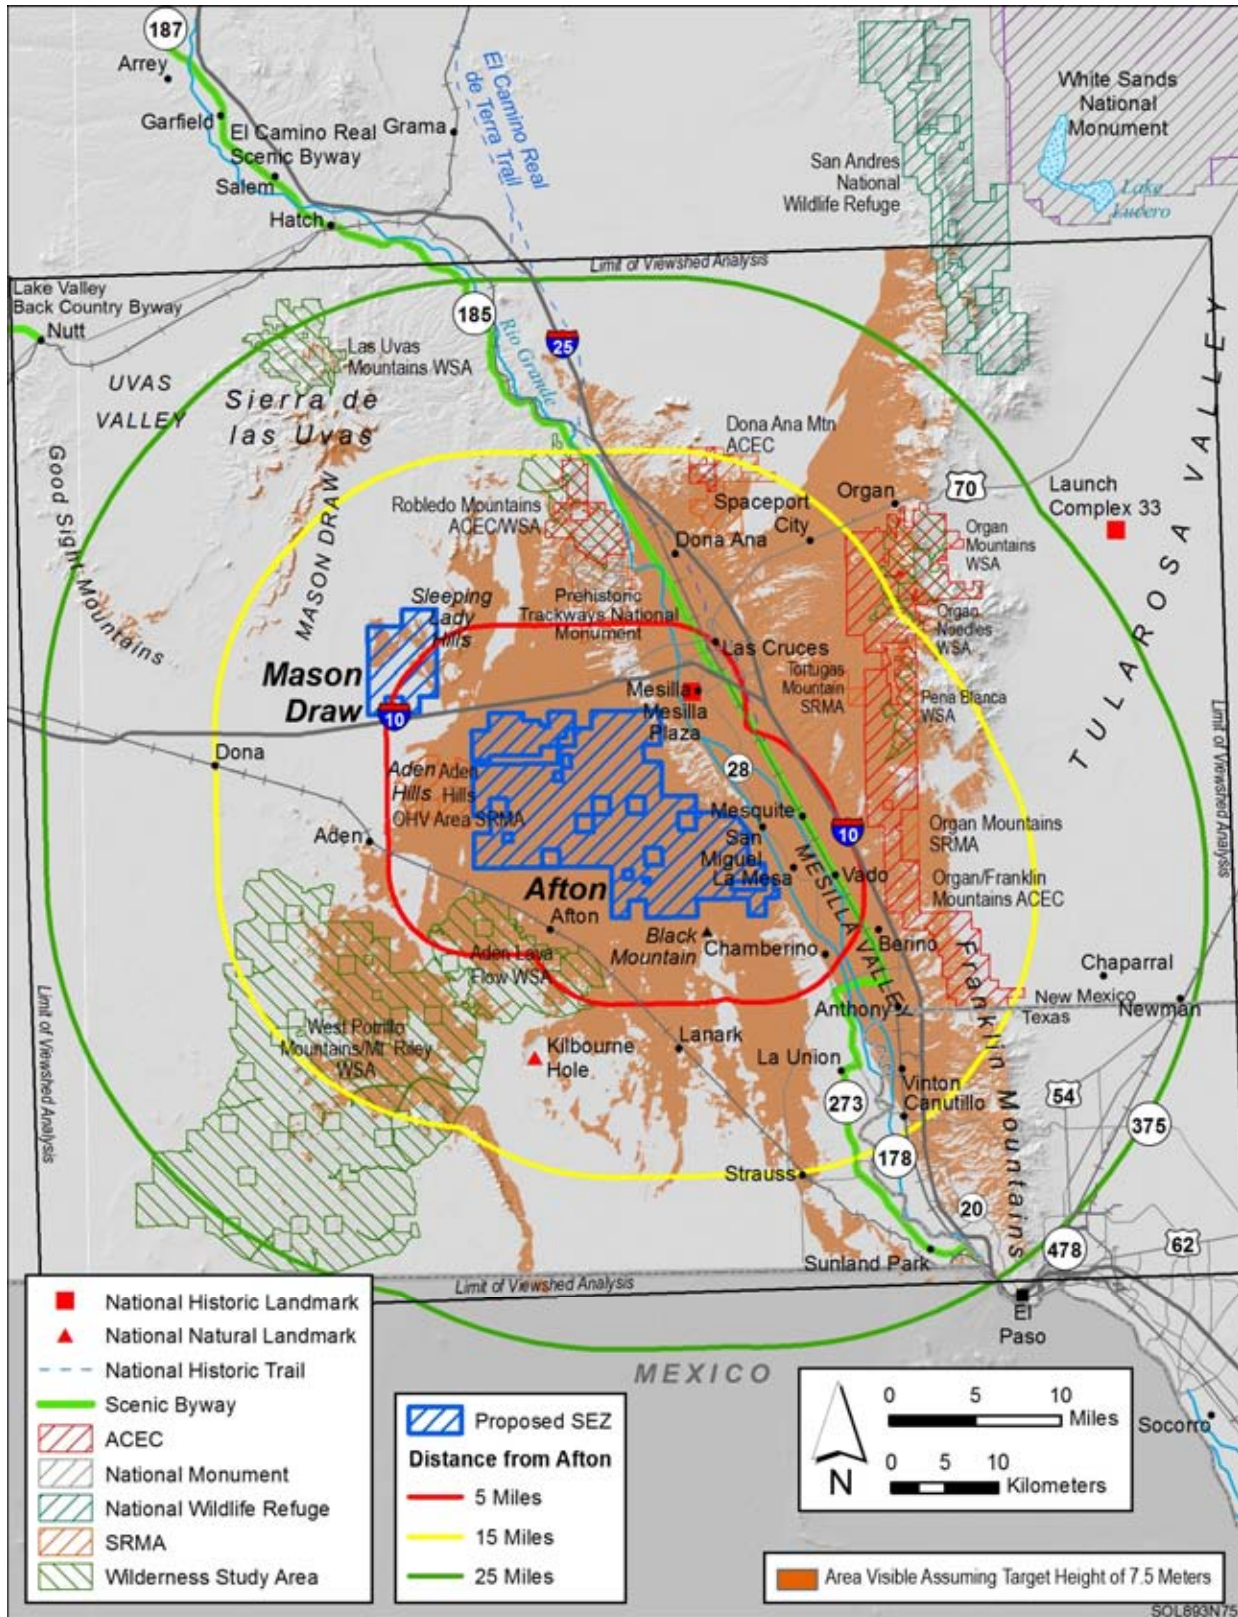 187
Arrey
Garfield
El Camino Real
Scenic Byway
Salem
Hatch
Grama
El Camino Real
de Terra Trail
White Sands
National
Monument
Lake
Lucero
San Andres
National
Wildlife Refuge
Limit of Viewshed Analysis
Lake Valley
Back Country Byway
Nutt
185
Rio Grande
25
Las Uvas
Mountains WSA
UVAS
VALLEY
Sierra de
las Uvas
Good Sight Mountains
MASON DRAW
Dona Ana Mtn
ACEC
Spaceport
City
Organ
70
Launch
Complex 33
TULAROSA VALLEY
Robledo Mountains
ACEC/WSA
Dona Ana
Organ
Mountains
WSA
Sleeping
Lady
Hills
Prehistoric
Trackways National
Monument
Organ
Needles
WSA
Las Cruces
Tortugas
Mountain
SRMA
Mason
Draw
10
Mesilla
Mesilla
Plaza
Pena Blanca
WSA
Limit of Viewshed Analysis
Dona
28
Aden
Hills
Aden
Hills
OHV Area SRMA
Mesquite
10
Aden
San
Miguel
La Mesa
Organ Mountains
SRMA
Vado
Organ/Franklin
Mountains ACEC
MESILLA VALLEY
Afton
Afton
Black
Mountain
Chamberino
Berino
Aden Lava
Flow WSA
Franklin Mountains
Chaparral
New Mexico
Texas
Newman
Anthony
Limit of Viewshed Analysis
West Potrillo
Mountains/Mt. Riley
WSA
Kilbourne
Hole
Lanark
La Union
Vinton
Canutillo
273
54
375
178
Strauss
20
478
62
Sunland Park
Limit of Viewshed Analysis
El
Paso
MEXICO
Socorro
National Historic Landmark
National Natural Landmark
National Historic Trail
Scenic Byway
ACEC
National Monument
National Wildlife Refuge
SRMA
Wilderness Study Area
Proposed SEZ
Distance from Afton
5 Miles
15 Miles
25 Miles
N
0 5 10
Miles
0 5 10
Kilometers
Area Visible Assuming Target Height of 7.5 Meters
SOL893N75